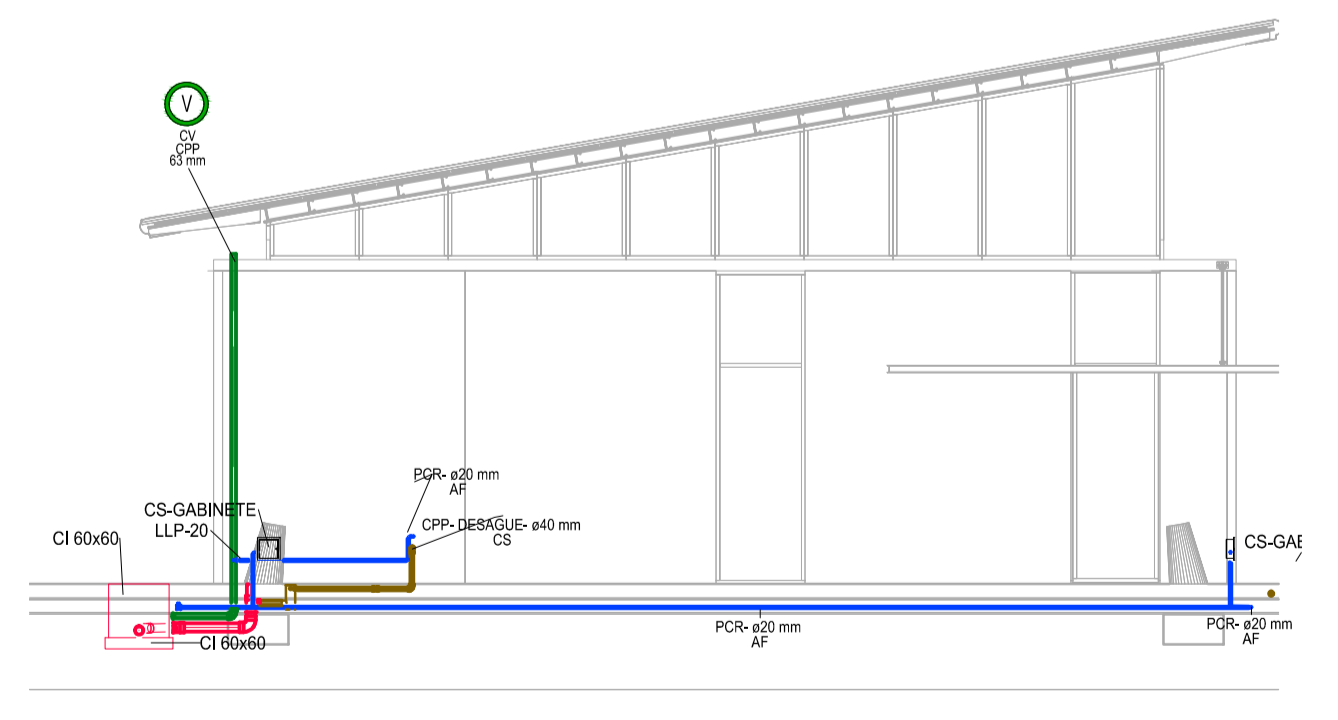 V
CV
CPP
63 mm
PCR- ø20 mm
AF
CS-GABINETE
LLP-20
CPP- DESAGUE- ø40 mm
CS
CI 60x60
CS-GAB
CI 60x60
PCR- ø20 mm
AF
PCR- ø20 mm
AF